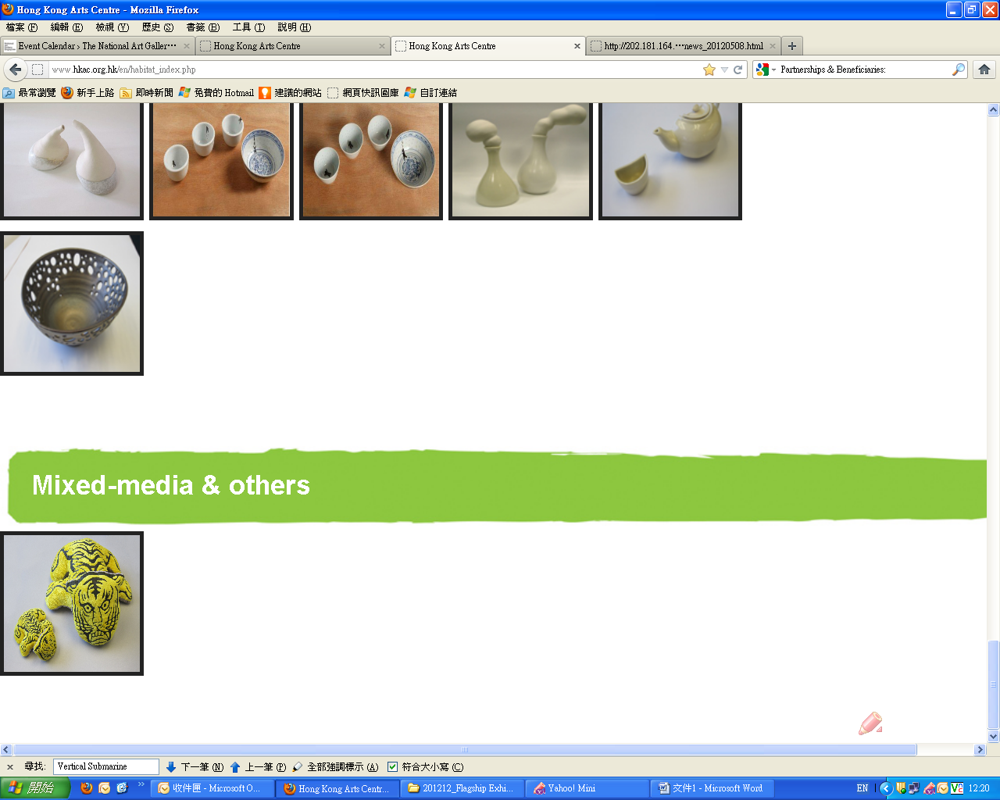 Hong Kong Arts Centre - Mozilla Firefox
檔案 (F) 編輯 (E) 檢視 (V) 歷史 (S) 書籤 (B) 工具 (T) 說明 (H)
Event Calendar › The National Art Galler… Hong Kong Arts Centre Hong Kong Arts Centre http://202.181.164.…news_20120508.html
www.hkac.org.hk/en/habitat_index.php Partnerships & Beneficiaries:
最常瀏覽 新手上路 即時新聞 免費的 Hotmail 建議的網站 網頁快訊圖庫 自訂連結
Mixed-media & others
尋找: Vertical Submarine 下一筆 (N) 上一筆 (P) 全部強調標示 (A) 符合大小寫 (C)
開始 收件匣 - Microsoft O... Hong Kong Arts Centr... 201212_Flagship Exhi... Yahoo! Mini 文件1 - Microsoft Word EN 12:20